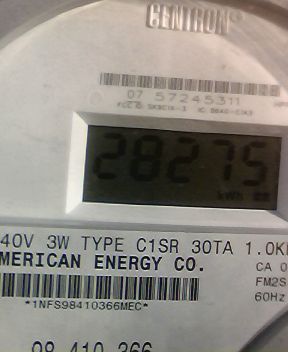 CENTRON®
07 57245311
28275
kWh
40V 3W TYPE C1SR 30TA 1.0K
MERICAN ENERGY CO.
CA 0
FM2S
*1NFS98410366MEC*
60Hz
98 410 366